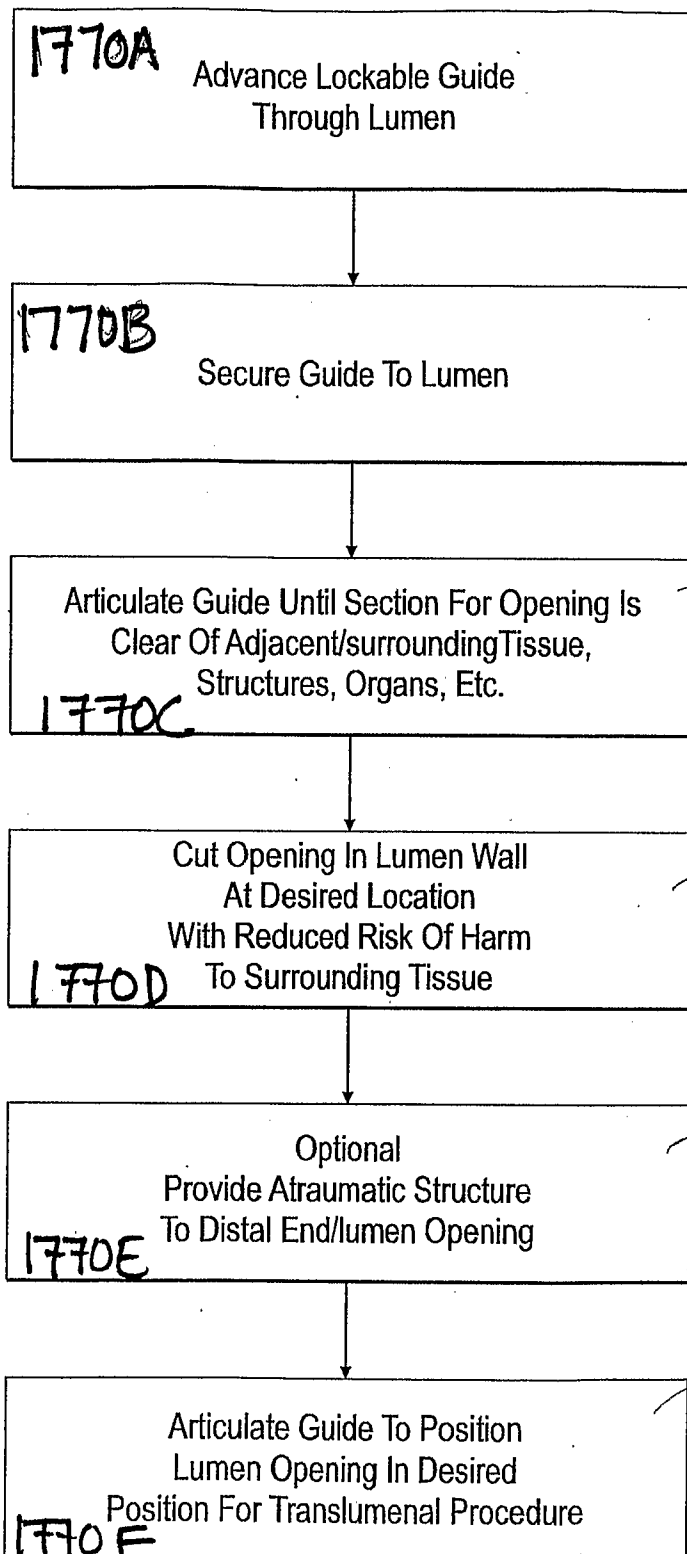 1770A
Advance Lockable Guide
Through Lumen
1770B
Secure Guide To Lumen
Articulate Guide Until Section For Opening Is
Clear Of Adjacent/surroundingTissue,
Structures, Organs, Etc.
1770C
Cut Opening In Lumen Wall
At Desired Location
With Reduced Risk Of Harm
To Surrounding Tissue
1770D
Optional
Provide Atraumatic Structure
To Distal End/lumen Opening
1770E
Articulate Guide To Position
Lumen Opening In Desired
Position For Translumenal Procedure
1770F